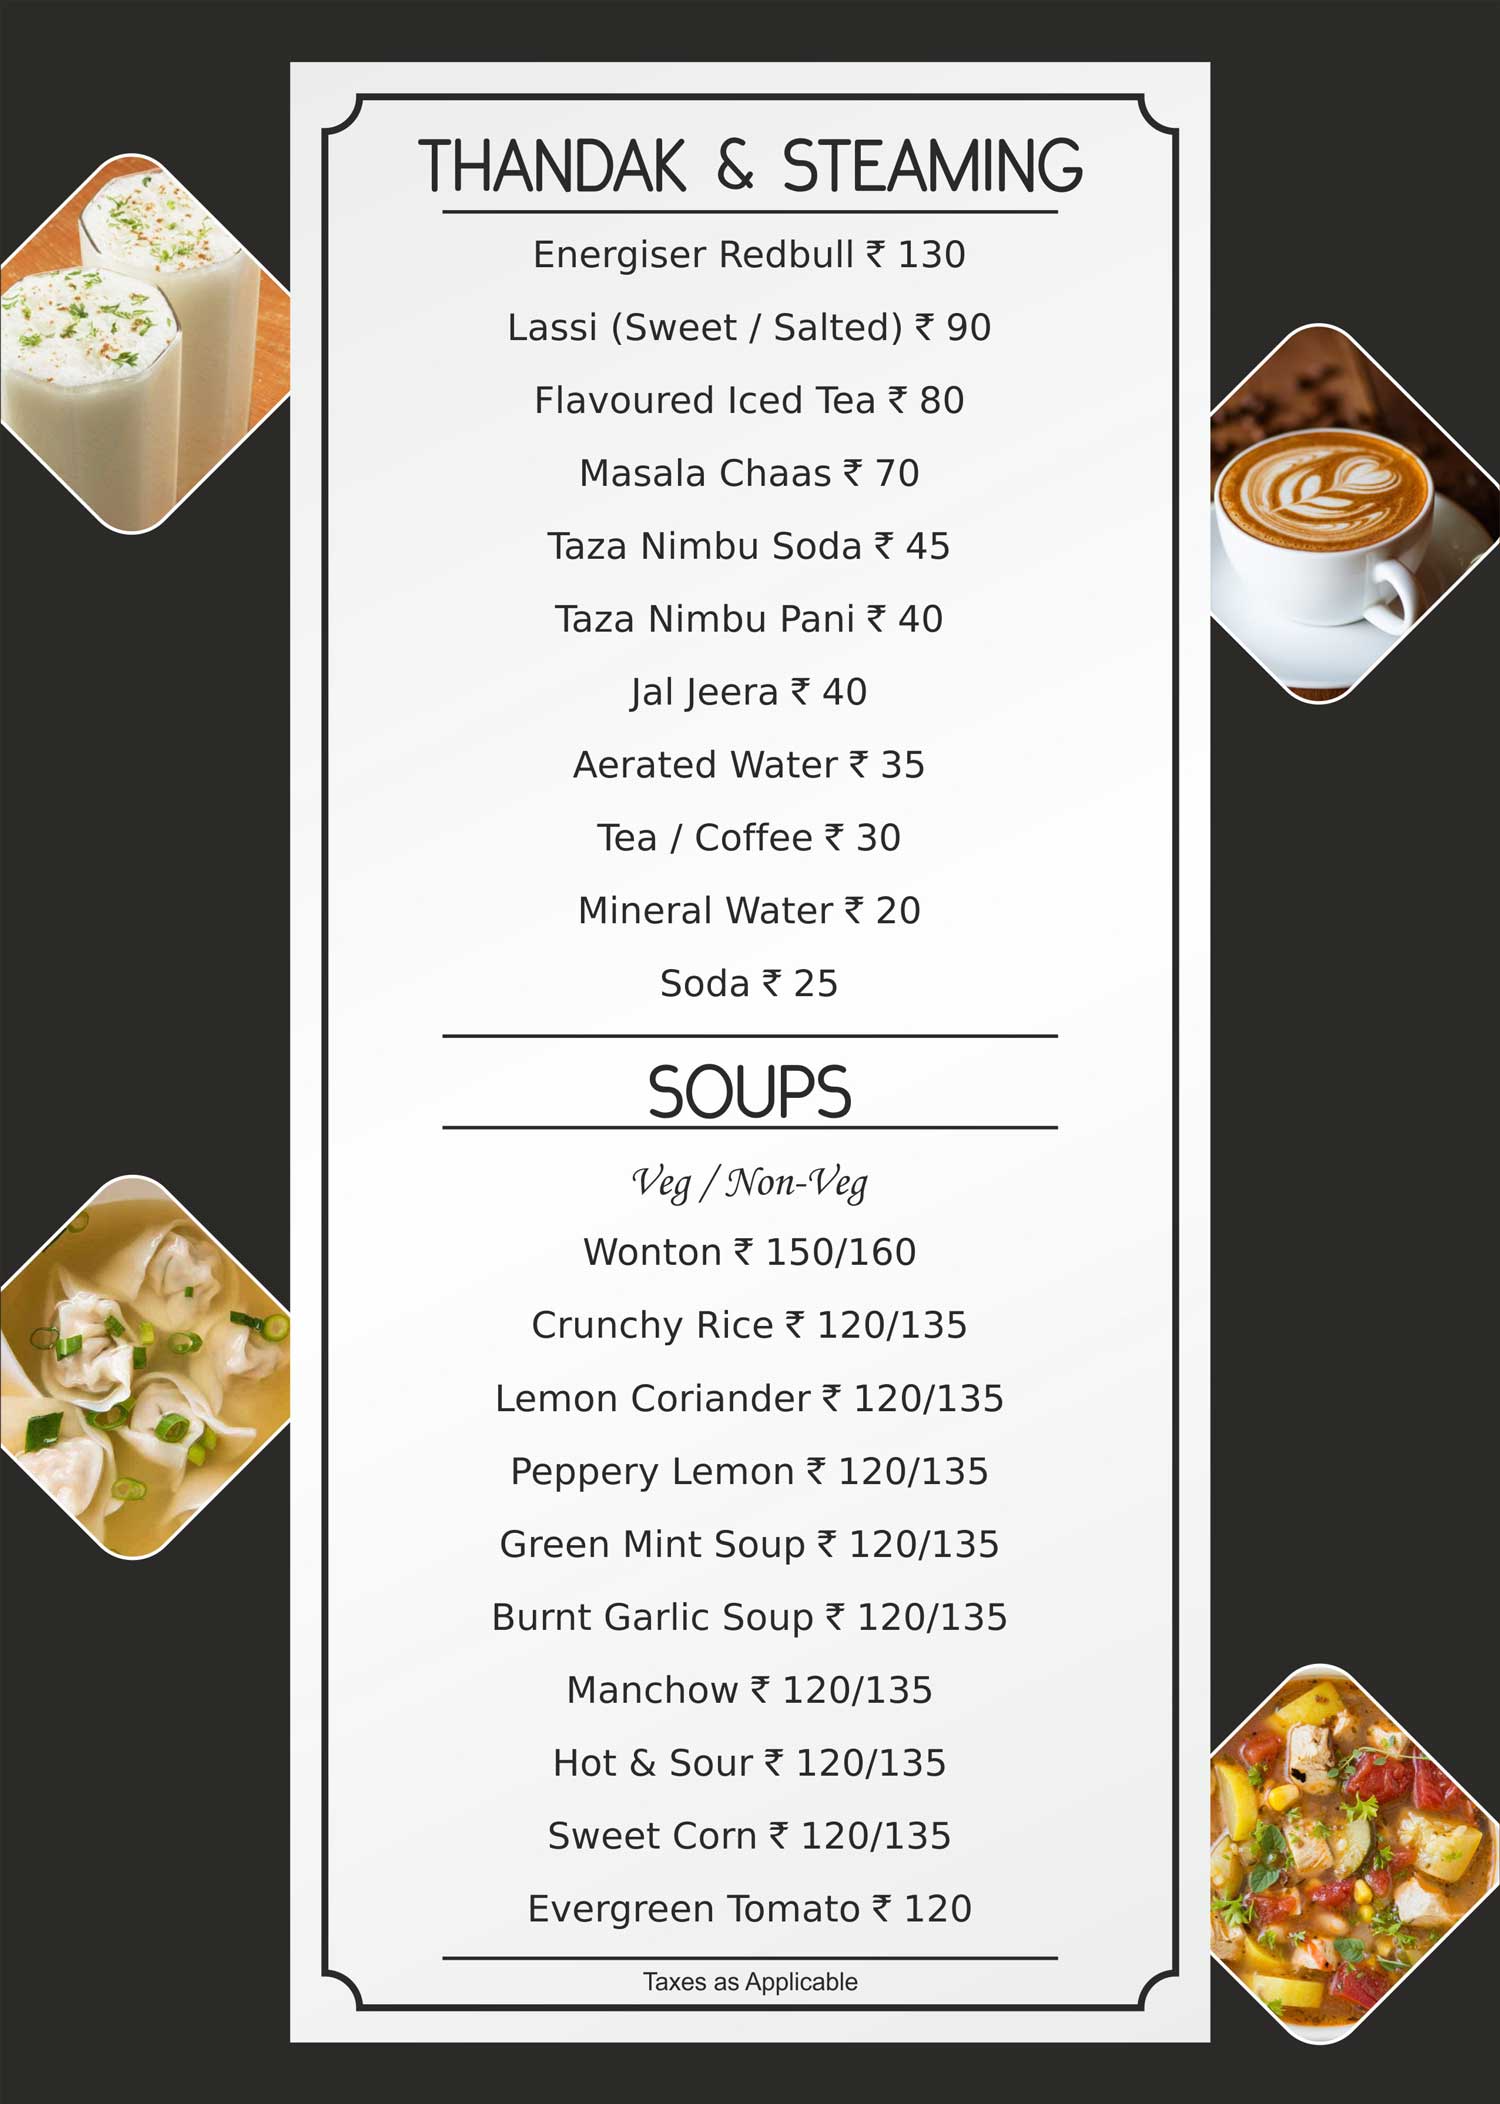 THANDAK & STEAMING
Energiser Redbull ₹ 130
Lassi (Sweet / Salted) ₹ 90
Flavoured Iced Tea ₹ 80
Masala Chaas ₹ 70
Taza Nimbu Soda ₹ 45
Taza Nimbu Pani ₹ 40
Jal Jeera ₹ 40
Aerated Water ₹ 35
Tea / Coffee ₹ 30
Mineral Water ₹ 20
Soda ₹ 25
SOUPS
Veg / Non-Veg
Wonton ₹ 150/160
Crunchy Rice ₹ 120/135
Lemon Coriander ₹ 120/135
Peppery Lemon ₹ 120/135
Green Mint Soup ₹ 120/135
Burnt Garlic Soup ₹ 120/135
Manchow ₹ 120/135
Hot & Sour ₹ 120/135
Sweet Corn ₹ 120/135
Evergreen Tomato ₹ 120
Taxes as Applicable